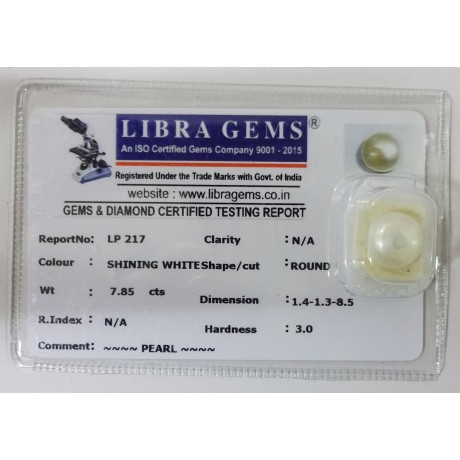 LIBRA GEMS ®
An ISO Certified Gems Company 9001 - 2015
Registered Under the Trade Marks with Govt. of India
website : www.libragems.co.in
GEMS & DIAMOND CERTIFIED TESTING REPORT
ReportNo: LP 217 Clarity : N/A
Colour : SHINING WHITE Shape/cut : ROUND
Wt : 7.85 cts Dimension : 1.4-1.3-8.5
R.Index : N/A Hardness : 3.0
Comment: ~~~~ PEARL ~~~~